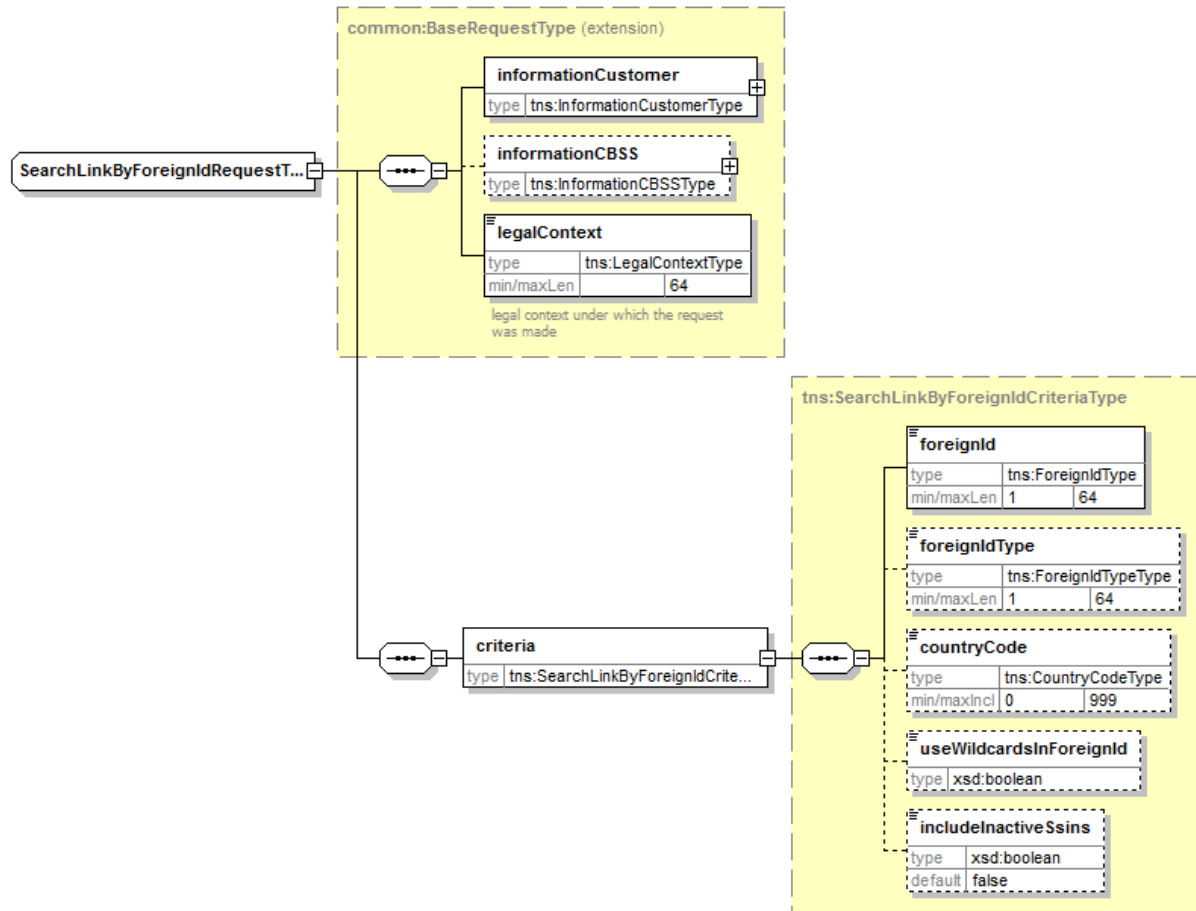 common:BaseRequestType (extension)
informationCustomer
type tns:InformationCustomerType
informationCBSS
type tns:InformationCBSSType
SearchLinkByForeignIdRequestT...
legalContext
type tns:LegalContextType
min/maxLen 64
legal context under which the request
was made
tns:SearchLinkByForeignIdCriteriaType
foreignId
type tns:ForeignIdType
min/maxLen 1 64
foreignIdType
type tns:ForeignIdTypeType
min/maxLen 1 64
criteria
type tns:SearchLinkByForeignIdCrite...
countryCode
type tns:CountryCodeType
min/maxIncl 0 999
useWildcardsInForeignId
type xsd:boolean
includeInactiveSsins
type xsd:boolean
default false